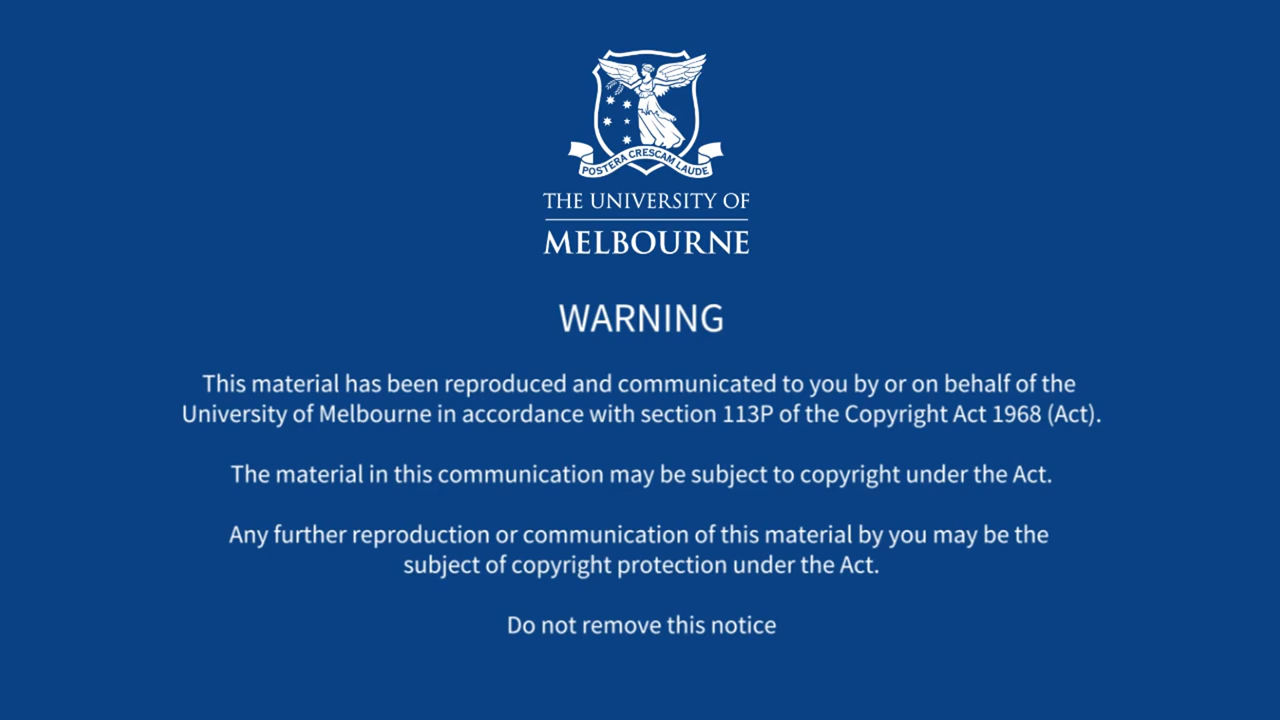 POSTERA CRESCAM LAUDE
THE UNIVERSITY OF
MELBOURNE
WARNING
This material has been reproduced and communicated to you by or on behalf of the
University of Melbourne in accordance with section 113P of the Copyright Act 1968 (Act).
The material in this communication may be subject to copyright under the Act.
Any further reproduction or communication of this material by you may be the
subject of copyright protection under the Act.
Do not remove this notice